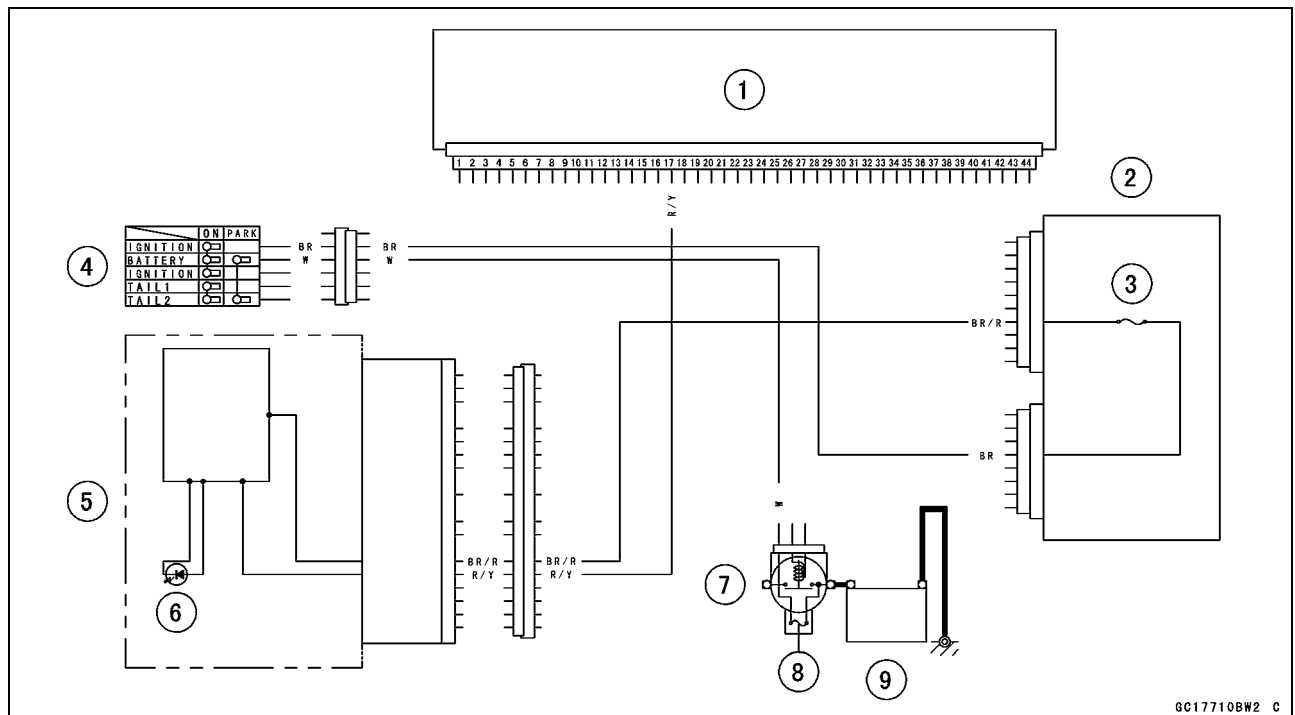 1
1 2 3 4 5 6 7 8 9 10 11 12 13 14 15 16 17 18 19 20 21 22 23 24 25 26 27 28 29 30 31 32 33 34 35 36 37 38 39 40 41 42 43 44
2
R/Y
ON PARK
IGNITION
BATTERY
IGNITION
TAIL1
TAIL2
4
BR BR
W W
3
BR/R
BR
5
6
BR/R BR/R
R/Y R/Y
W
7
8
9
GC17710BW2 C